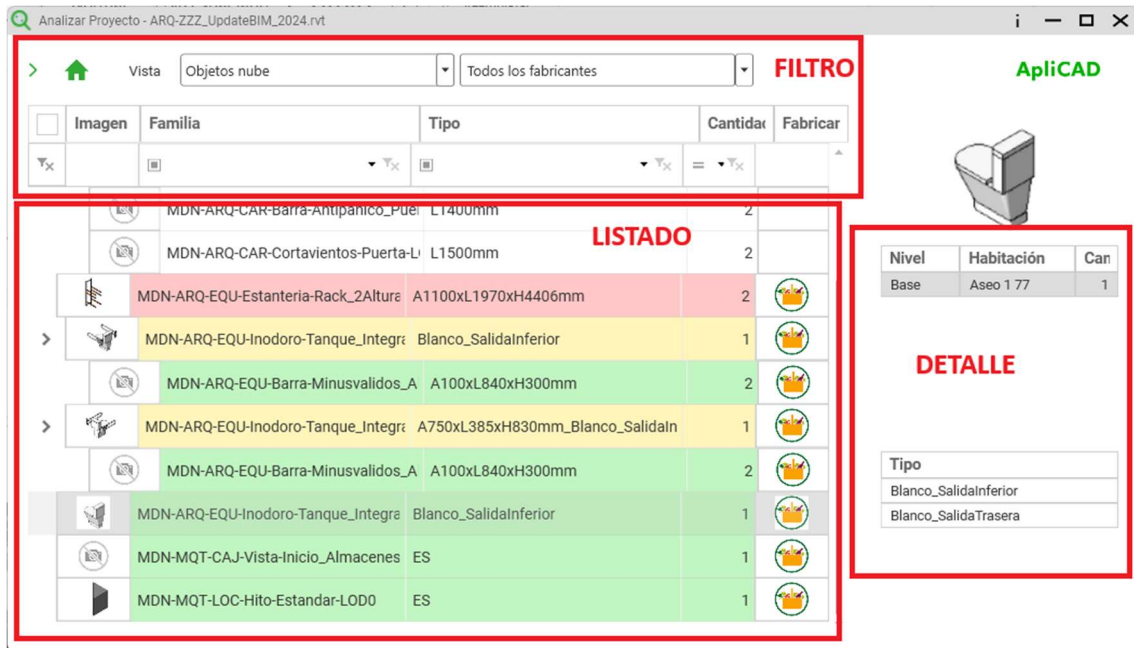 Analizar Proyecto - ARQ-ZZZ_UpdateBIM_2024.rvt
Vista Objetos nube Todos los fabricantes FILTRO
ApliCAD
Imagen Familia Tipo Cantidad Fabricar
MDN-ARQ-CAR-Barra-Antipanico_Puer L1400mm 2
LISTADO
MDN-ARQ-CAR-Cortavientos-Puerta-L L1500mm 2
MDN-ARQ-EQU-Estanteria-Rack_2Altura A1100xL1970xH4406mm 2
MDN-ARQ-EQU-Inodoro-Tanque_Integra Blanco_SalidaInferior 1
MDN-ARQ-EQU-Barra-Minusvalidos_A A100xL840xH300mm 2
MDN-ARQ-EQU-Inodoro-Tanque_Integra A750xL385xH830mm_Blanco_SalidaIn 1
MDN-ARQ-EQU-Barra-Minusvalidos_A A100xL840xH300mm 2
MDN-ARQ-EQU-Inodoro-Tanque_Integra Blanco_SalidaInferior 1
MDN-MQT-CAJ-Vista-Inicio_Almacenes ES 1
MDN-MQT-LOC-Hito-Estandar-LOD0 ES 1
Nivel Habitación Can
Base Aseo 1 77 1
DETALLE
Tipo
Blanco_SalidaInferior
Blanco_SalidaTrasera